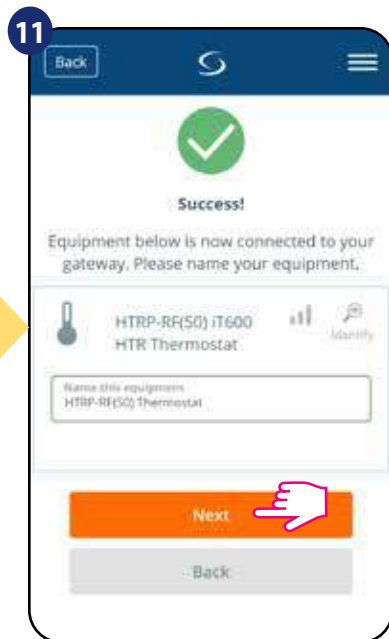 11
Back
Success!
Equipment below is now connected to your
gateway. Please name your equipment.
HTRP-RF(50) iT600
HTR Thermostat
Identify
Name this equipment
HTRP-RF(50) Thermostat
Next
Back